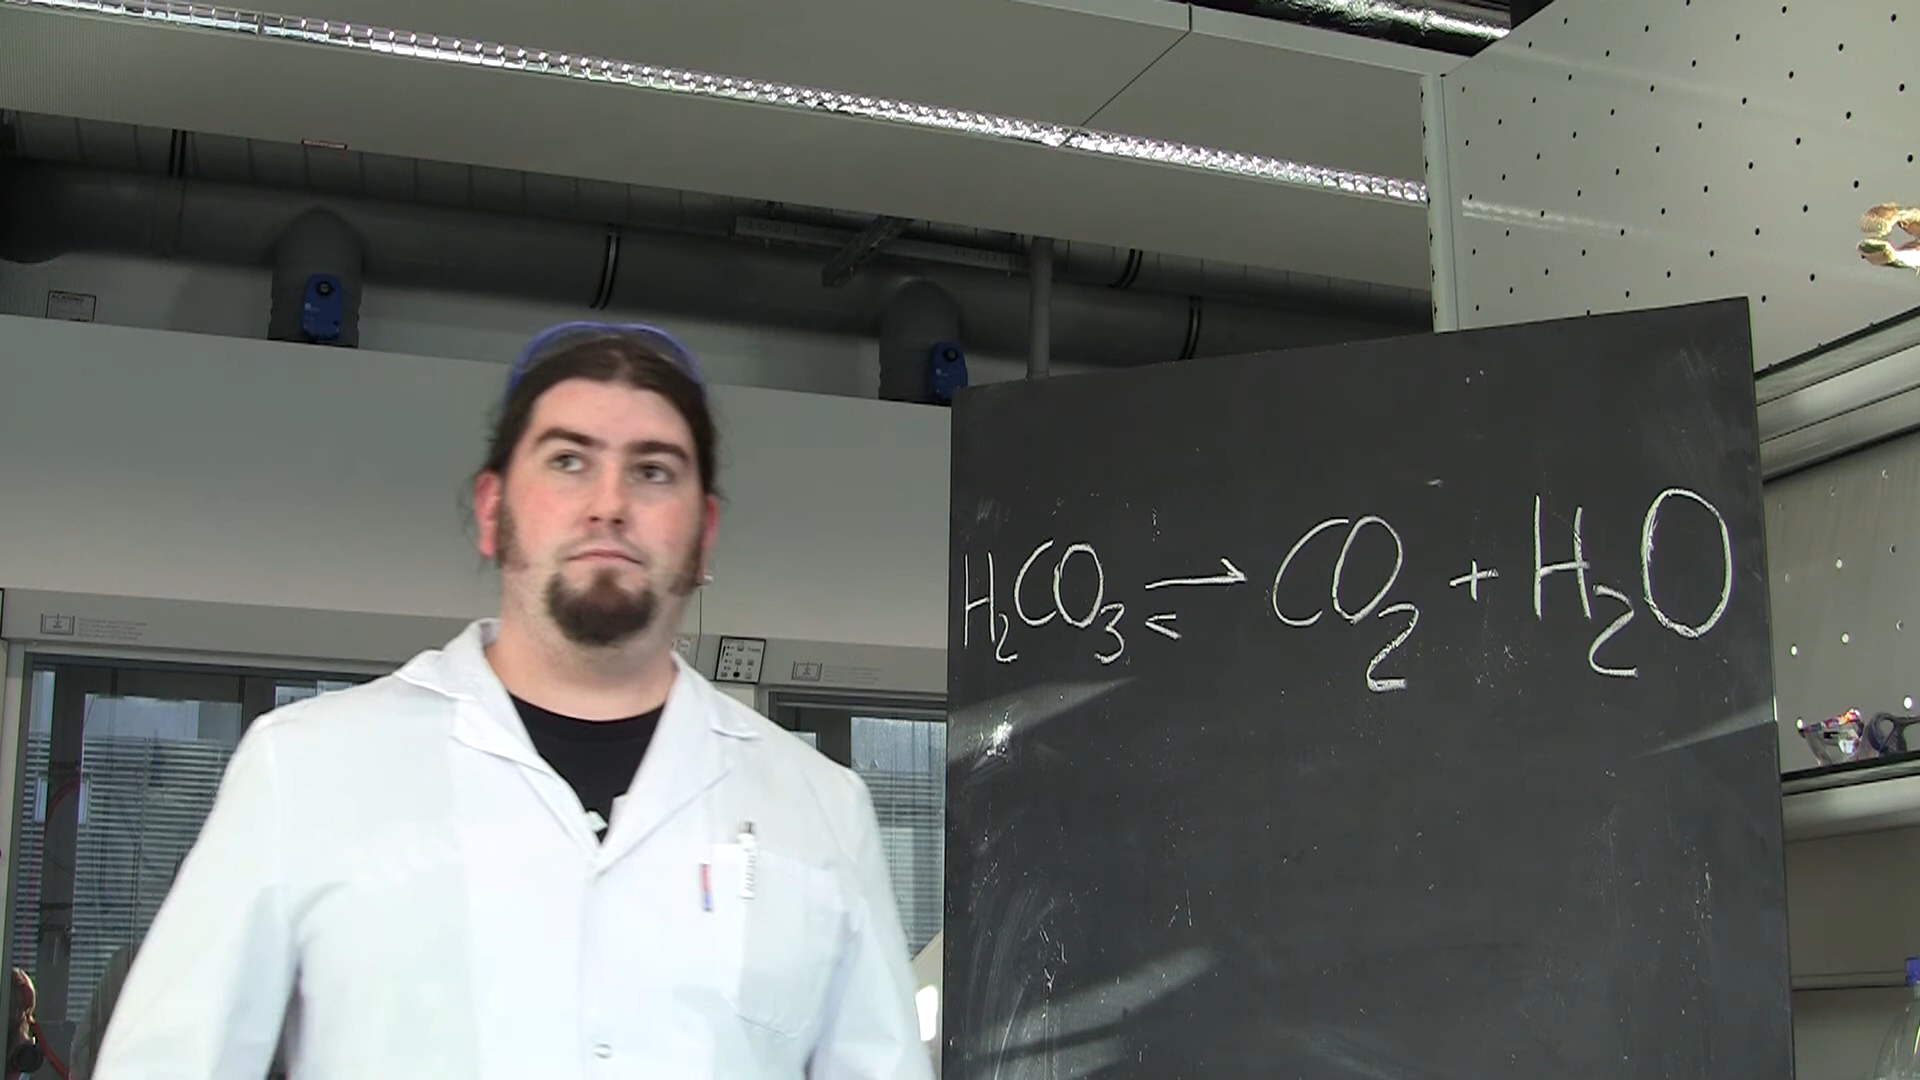 H₂CO₃ ⇌ CO₂ + H₂O